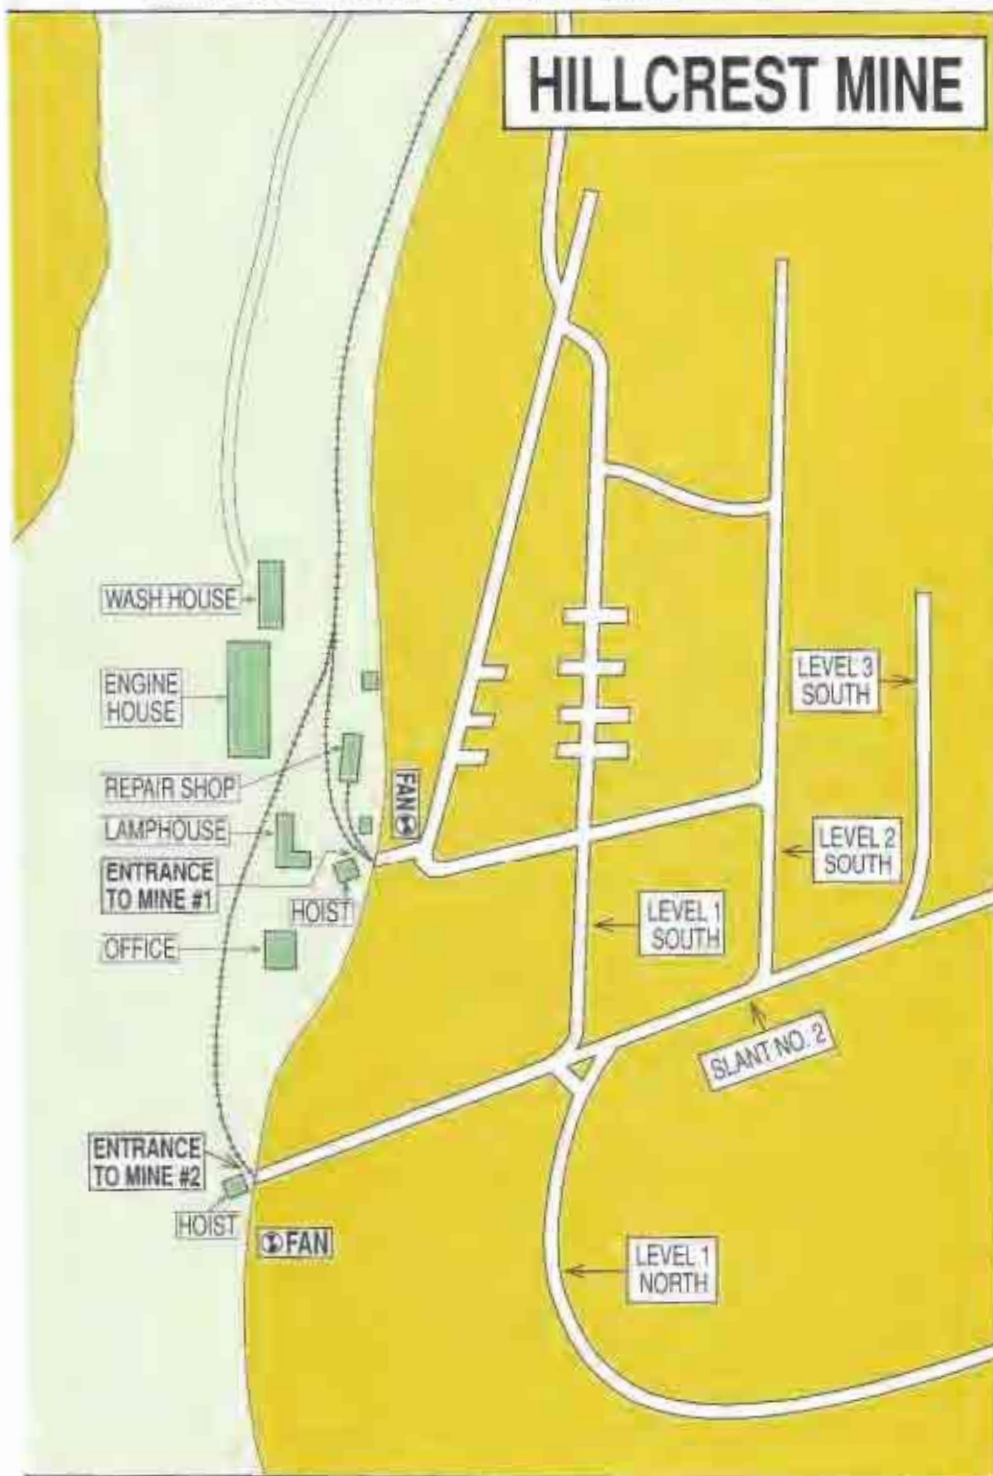 HILLCREST MINE
WASH HOUSE
ENGINE
HOUSE
REPAIR SHOP
LAMPHOUSE
ENTRANCE
TO MINE #1
HOIST
OFFICE
FAN
LEVEL 3
SOUTH
LEVEL 2
SOUTH
LEVEL 1
SOUTH
SLANT NO. 2
ENTRANCE
TO MINE #2
HOIST
FAN
LEVEL 1
NORTH